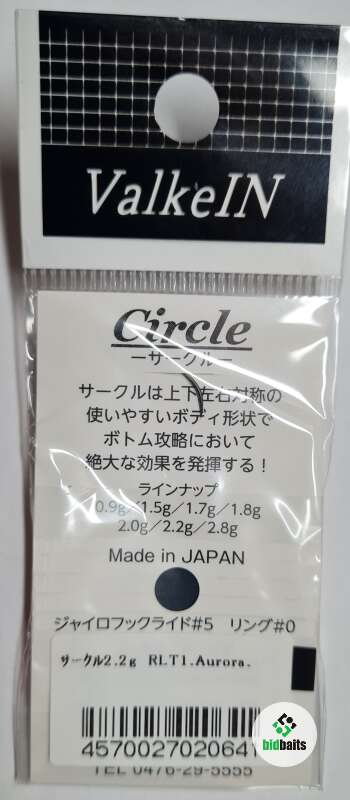 ValkeIN
Circle
―サークル―
サークルは上下左右対称の
使いやすいボディ形状で
ボトム攻略において
絶大な効果を発揮する！
ラインナップ
0.9g／1.5g／1.7g／1.8g
2.0g／2.2g／2.8g
Made in JAPAN
ジャイロフックライド#5 リング#0
サークル2.2g RLT1.Aurora.
4570027020641
TEL 0476-29-5555
bidbaits